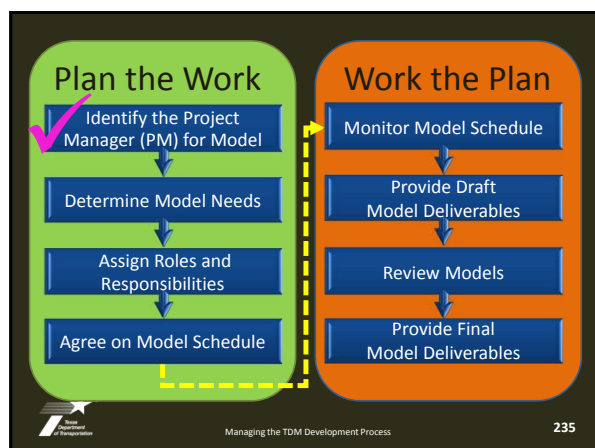 Plan the Work
Identify the Project
Manager (PM) for Model
Determine Model Needs
Assign Roles and
Responsibilities
Agree on Model Schedule
Work the Plan
Monitor Model Schedule
Provide Draft
Model Deliverables
Review Models
Provide Final
Model Deliverables
Texas
Department
of Transportation
Managing the TDM Development Process
235